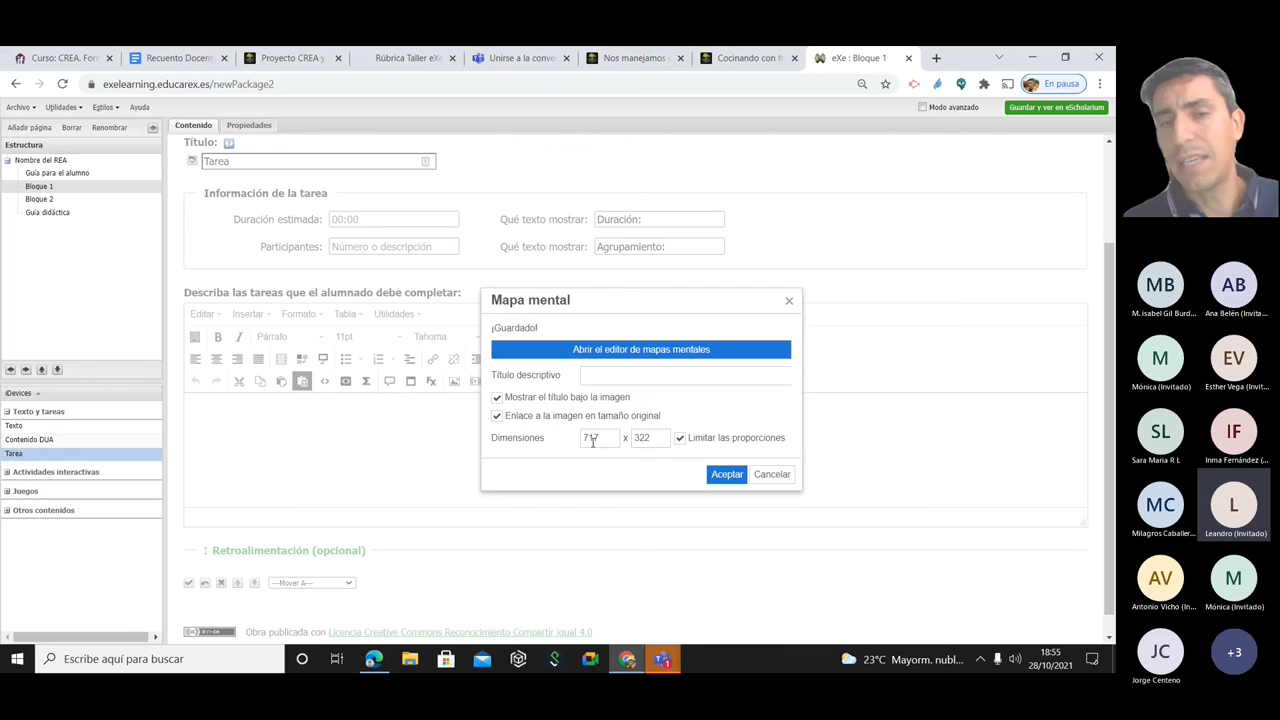 Curso: CREA. For
Recuento Docent
Proyecto CREA y
Rúbrica Taller eX
Unirse a la conve
Nos manejamos
Cocinando con f
eXe : Bloque 1
exelearning.educarex.es/newPackage2
En pausa
Archivo
Utilidades
Estilos
Ayuda
Modo avanzado
Guardar y ver en eScholarium
Añadir página
Borrar
Renombrar
Estructura
Nombre del REA
Guía para el alumno
Bloque 1
Bloque 2
Guía didáctica
iDevices
Texto y tareas
Texto
Contenido DUA
Tarea
Actividades interactivas
Juegos
Otros contenidos
Contenido
Propiedades
Título:
Tarea
Información de la tarea
Duración estimada: 00:00 Qué texto mostrar: Duración:
Participantes: Número o descripción Qué texto mostrar: Agrupamiento:
Describa las tareas que el alumnado debe completar:
Editar Insertar Formato Tabla Utilidades
Párrafo 11pt Tahoma
Mapa mental
¡Guardado!
Abrir el editor de mapas mentales
Título descriptivo
Mostrar el título bajo la imagen
Enlace a la imagen en tamaño original
Dimensiones 717 x 322 Limitar las proporciones
Aceptar Cancelar
Retroalimentación (opcional)
---Mover A---
Obra publicada con Licencia Creative Commons Reconocimiento Compartir igual 4.0
Escribe aquí para buscar
23°C Mayorm. nubl...
18:55
28/10/2021
MB
M. isabel Gil Burd...
AB
Ana Belén (Invita...
M
Mónica (Invitado)
EV
Esther Vega (Invit...
SL
Sara Maria R L
IF
Inma Fernández (...
MC
Milagros Caballer...
L
Leandro (Invitado)
AV
Antonio Vicho (In...
M
Mónica (Invitado)
JC
Jorge Centeno
+3